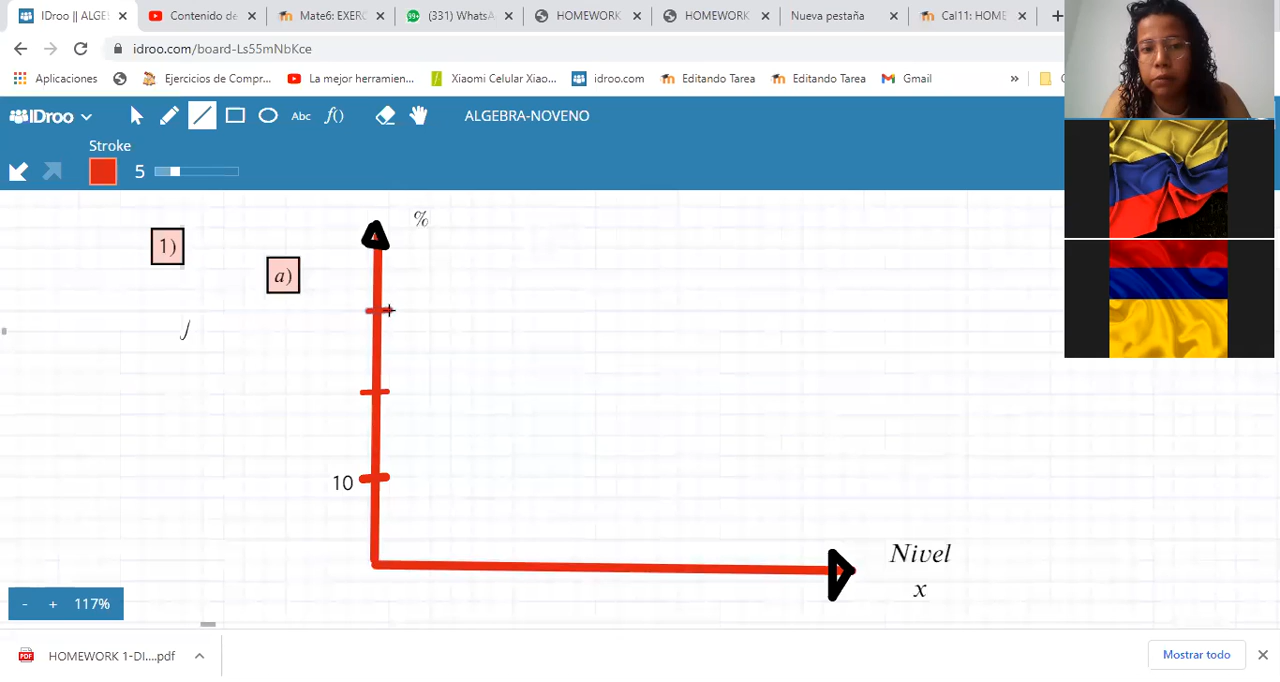 IDroo || ALGE
Contenido de
Mate6: EXER
(331) WhatsA
HOMEWORK
HOMEWORK
Nueva pestaña
Cal11: HOME
idroo.com/board-Ls55mNbKce
Aplicaciones
Ejercicios de Compr...
La mejor herramien...
Xiaomi Celular Xiao...
idroo.com
Editando Tarea
Editando Tarea
Gmail
»
IDroo
Abc
f()
ALGEBRA-NOVENO
Stroke
5
%
1)
a)
10
Nivel
x
- + 117%
HOMEWORK 1-DI....pdf
Mostrar todo